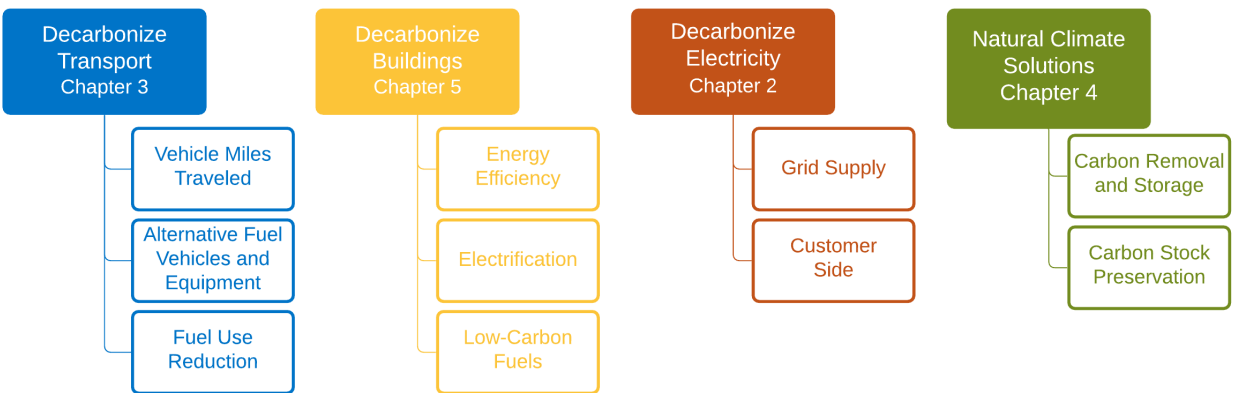 Decarbonize
Transport
Chapter 3
Vehicle Miles
Traveled
Alternative Fuel
Vehicles and
Equipment
Fuel Use
Reduction
Decarbonize
Buildings
Chapter 5
Energy
Efficiency
Electrification
Low-Carbon
Fuels
Decarbonize
Electricity
Chapter 2
Grid Supply
Customer
Side
Natural Climate
Solutions
Chapter 4
Carbon Removal
and Storage
Carbon Stock
Preservation